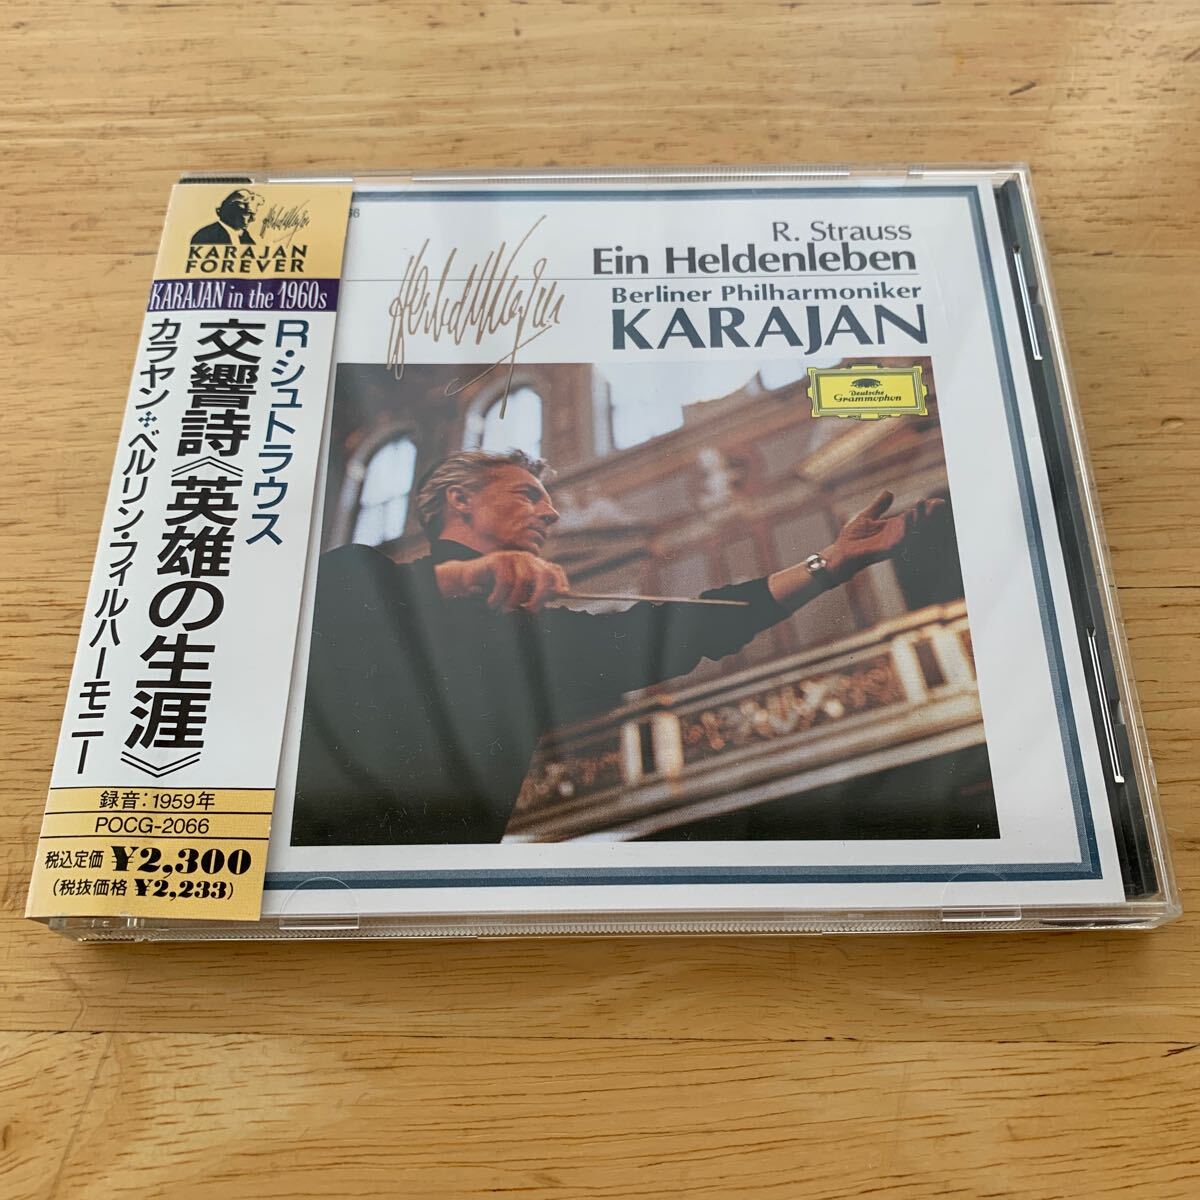 KARAJAN
FOREVER
KARAJAN in the 1960s
R・シュトラウス
交響詩《英雄の生涯》
カラヤン✣ベルリン・フィルハーモニー
録音：1959年
POCG-2066
税込定価 ¥2,300
（税抜価格 ¥2,233）
66
R. Strauss
Ein Heldenleben
Berliner Philharmoniker
KARAJAN
Deutsche
Grammophon